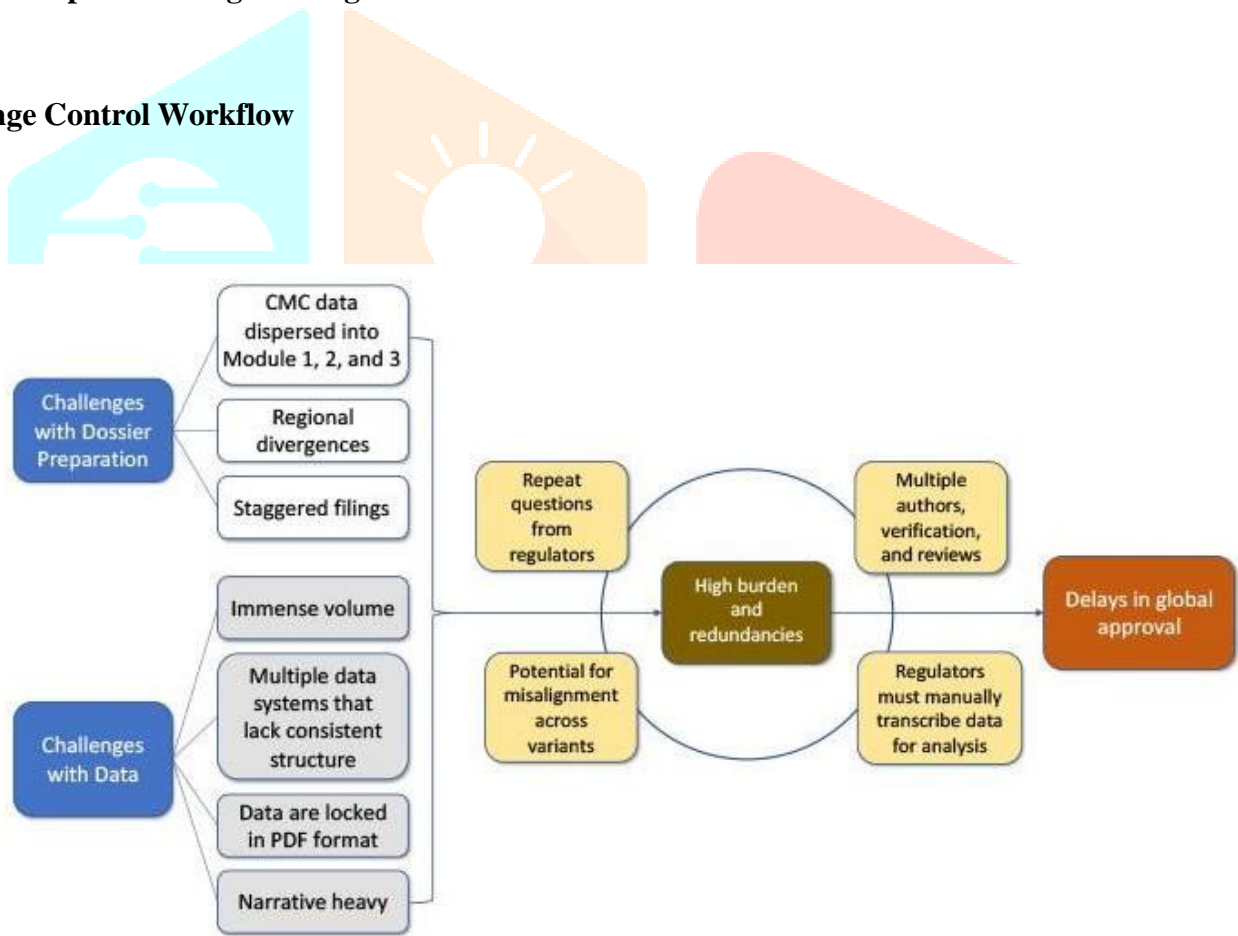 nge Control Workflow
CMC data
dispersed into
Module 1, 2, and 3
Challenges
with Dossier
Preparation
Regional
divergences
Staggered filings
Repeat
questions
from
regulators
Multiple
authors,
verification,
and reviews
High burden
and
redundancies
Delays in global
approval
Potential for
misalignment
across
variants
Regulators
must manually
transcribe data
for analysis
Immense volume
Multiple data
systems that
lack consistent
structure
Challenges
with Data
Data are locked
in PDF format
Narrative heavy